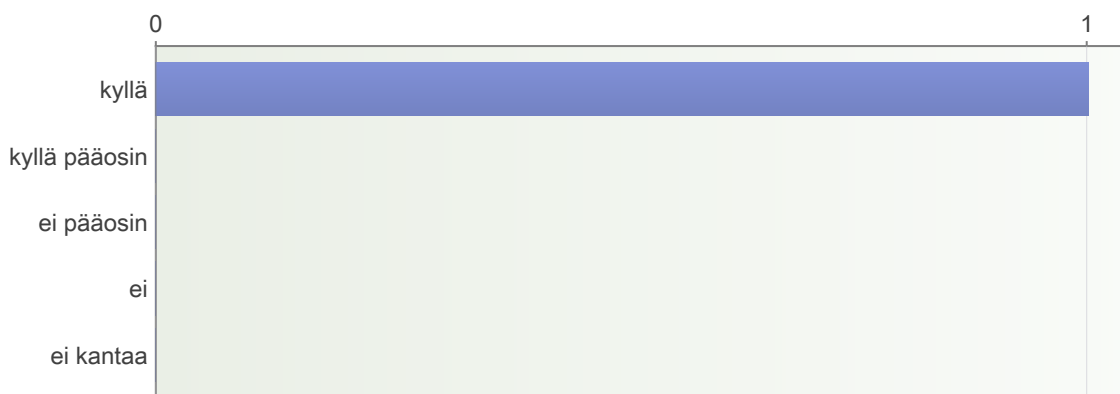 0 1
kyllä
kyllä pääosin
ei pääosin
ei
ei kantaa